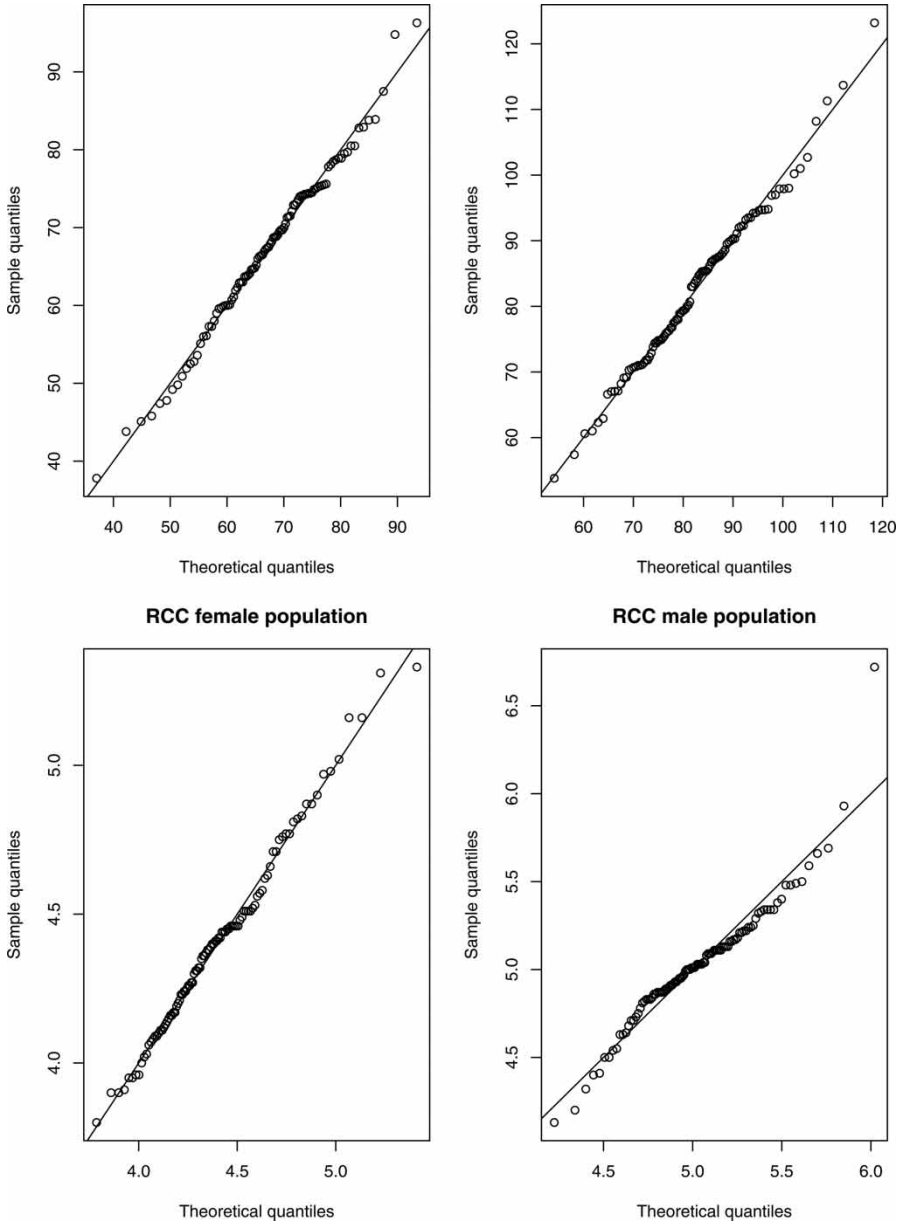 90
80
70
60
50
40
Sample quantiles
40 50 60 70 80 90
Theoretical quantiles
120
110
100
90
80
70
60
Sample quantiles
60 70 80 90 100 110 120
Theoretical quantiles
RCC female population
5.0
4.5
4.0
Sample quantiles
4.0 4.5 5.0
Theoretical quantiles
RCC male population
6.5
6.0
5.5
5.0
4.5
Sample quantiles
4.5 5.0 5.5 6.0
Theoretical quantiles